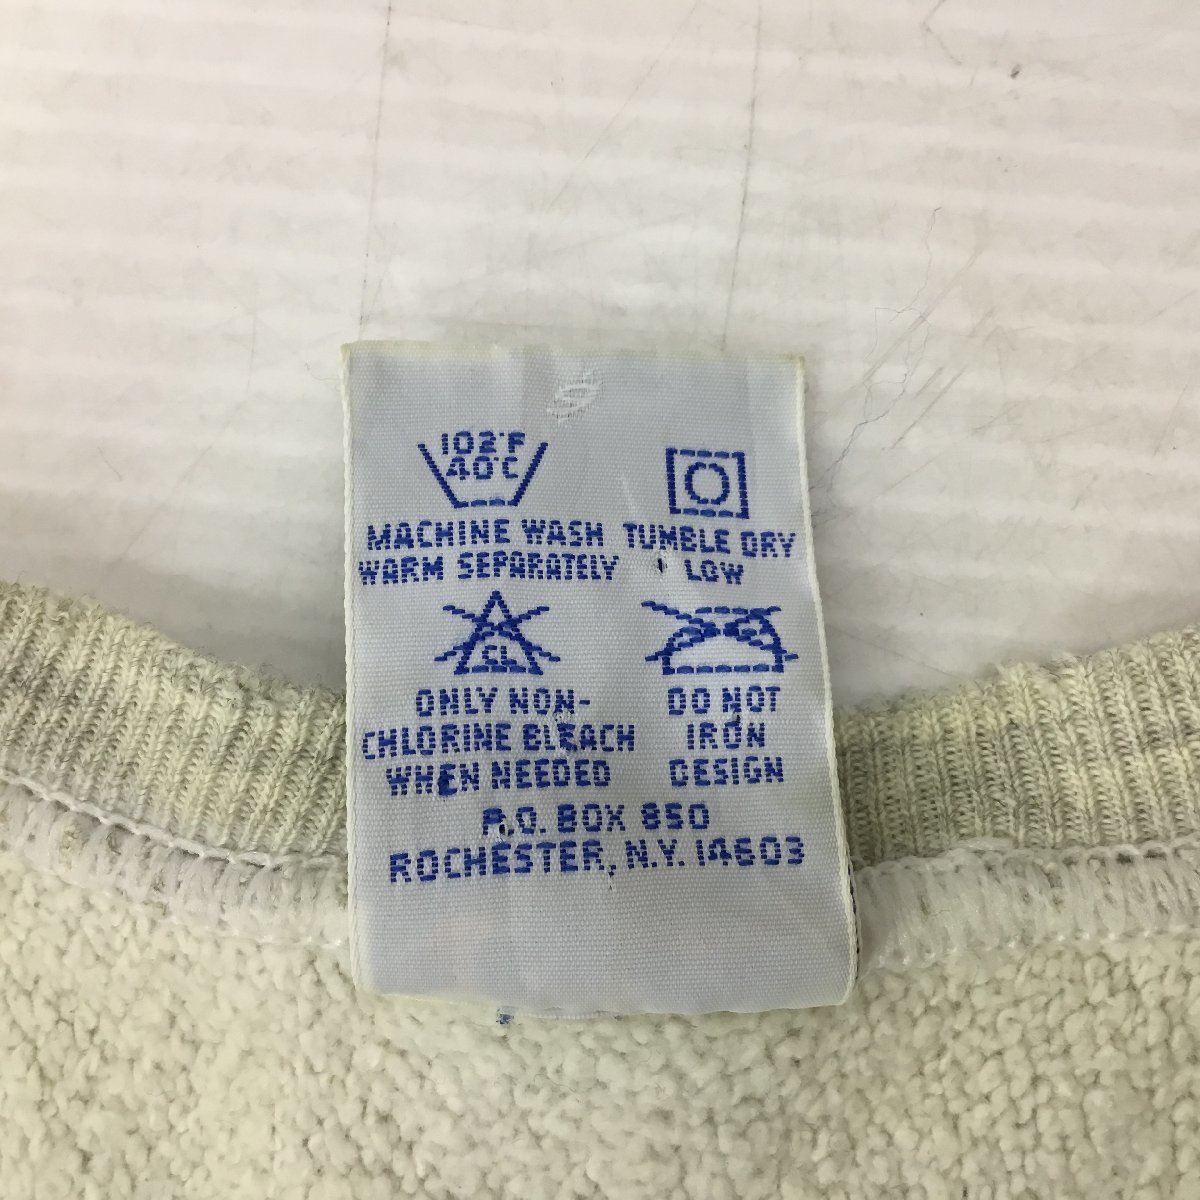 102°F
40°C
MACHINE WASH
WARM SEPARATELY
TUMBLE DRY
LOW
CL
ONLY NON-
CHLORINE BLEACH
WHEN NEEDED
DO NOT
IRON
DESIGN
P.O. BOX 850
ROCHESTER, N.Y. 14603